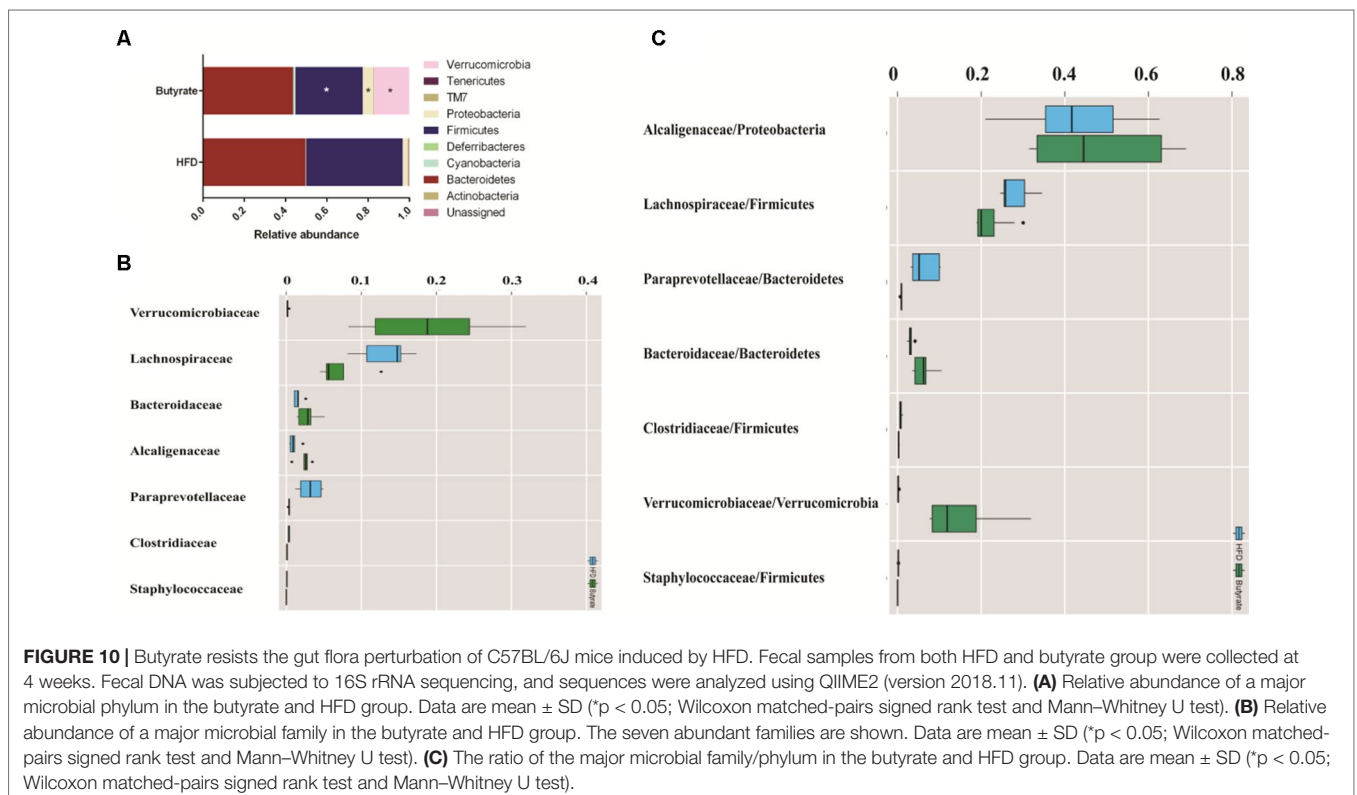 A
Butyrate
*
*
*
HFD
0.0
0.2
0.4
0.6
0.8
1.0
Relative abundance
Verrucomicrobia
Tenericutes
TM7
Proteobacteria
Firmicutes
Deferribacteres
Cyanobacteria
Bacteroidetes
Actinobacteria
Unassigned
B
0 0.1 0.2 0.3 0.4
Verrucomicrobiaceae
Lachnospiraceae
Bacteroidaceae
Alcaligenaceae
Paraprevotellaceae
Clostridiaceae
Staphylococcaceae
HFD
Butyrate
C
0 0.2 0.4 0.6 0.8
Alcaligenaceae/Proteobacteria
Lachnospiraceae/Firmicutes
Paraprevotellaceae/Bacteroidetes
Bacteroidaceae/Bacteroidetes
Clostridiaceae/Firmicutes
Verrucomicrobiaceae/Verrucomicrobia
Staphylococcaceae/Firmicutes
HFD
Butyrate
FIGURE 10 | Butyrate resists the gut flora perturbation of C57BL/6J mice induced by HFD. Fecal samples from both HFD and butyrate group were collected at
4 weeks. Fecal DNA was subjected to 16S rRNA sequencing, and sequences were analyzed using QIIME2 (version 2018.11). (A) Relative abundance of a major
microbial phylum in the butyrate and HFD group. Data are mean ± SD (*p < 0.05; Wilcoxon matched-pairs signed rank test and Mann–Whitney U test). (B) Relative
abundance of a major microbial family in the butyrate and HFD group. The seven abundant families are shown. Data are mean ± SD (*p < 0.05; Wilcoxon matched-
pairs signed rank test and Mann–Whitney U test). (C) The ratio of the major microbial family/phylum in the butyrate and HFD group. Data are mean ± SD (*p < 0.05;
Wilcoxon matched-pairs signed rank test and Mann–Whitney U test).